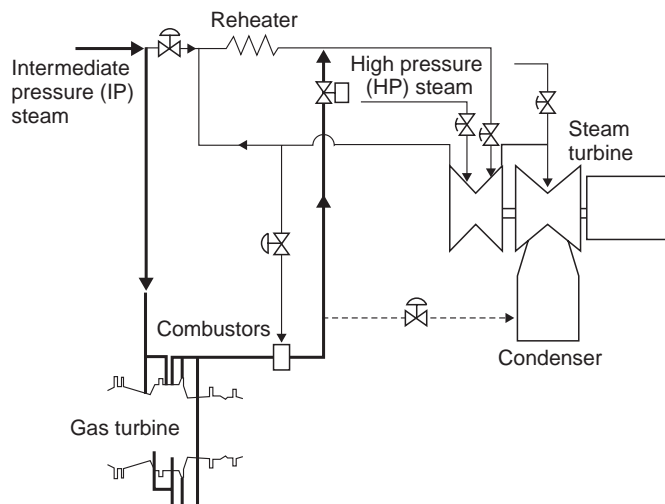 Reheater
Intermediate
pressure (IP)
steam
High pressure
(HP) steam
Steam
turbine
Combustors
Condenser
Gas turbine